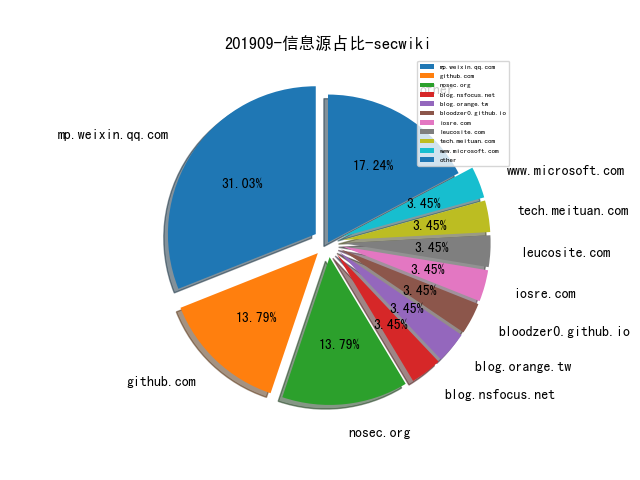 201909-信息源占比-secwiki
mp.weixin.qq.com
github.com
nosec.org
blog.nsfocus.net
blog.orange.tw
bloodzer0.github.io
iosre.com
leucosite.com
tech.meituan.com
www.microsoft.com
other
mp.weixin.qq.com
31.03%
17.24%
www.microsoft.com
3.45%
tech.meituan.com
3.45%
leucosite.com
3.45%
iosre.com
3.45%
bloodzer0.github.io
3.45%
blog.orange.tw
3.45%
blog.nsfocus.net
3.45%
github.com
13.79%
nosec.org
13.79%